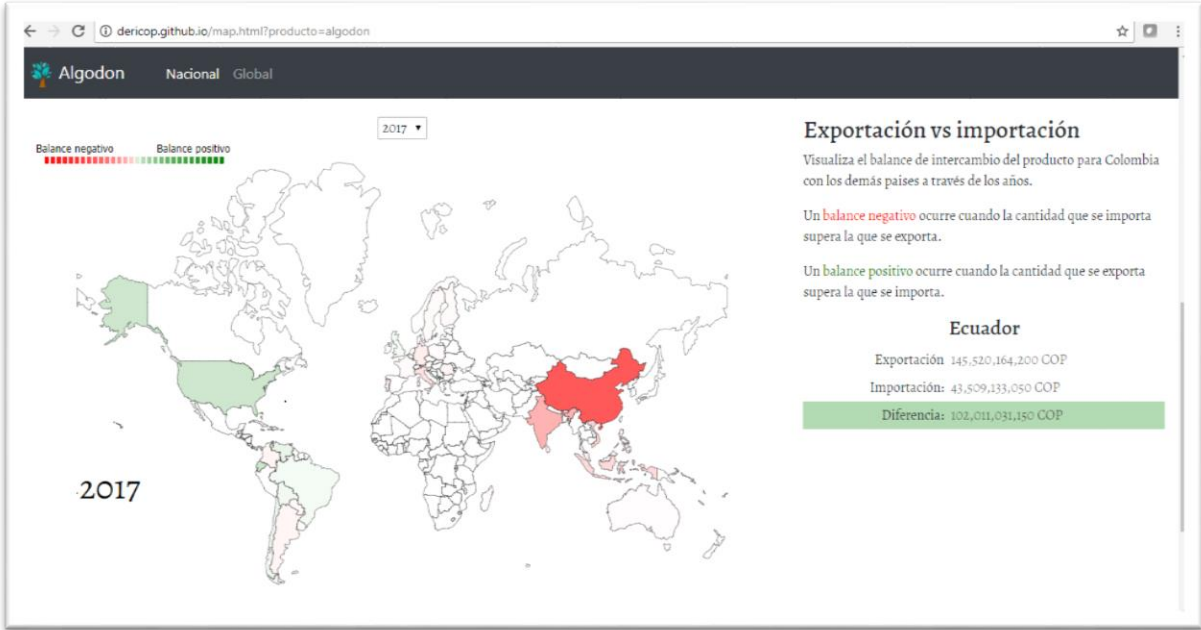 dericop.github.io/map.html?producto=algodon
Algodon Nacional Global
2017
Balance negativo Balance positivo
2017
Exportación vs importación
Visualiza el balance de intercambio del producto para Colombia
con los demás paises a través de los años.
Un balance negativo ocurre cuando la cantidad que se importa
supera la que se exporta.
Un balance positivo ocurre cuando la cantidad que se exporta
supera la que se importa.
Ecuador
Exportación 145,520,164,200 COP
Importación: 43,509,133,050 COP
Diferencia: 102,011,031,150 COP